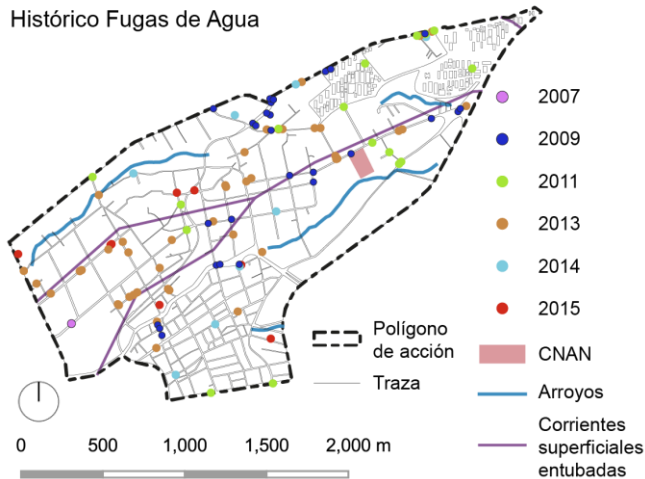 Histórico Fugas de Agua
2007
2009
2011
2013
2014
2015
Polígono
de acción
CNAN
Traza
Arroyos
Corrientes
superficiales
entubadas
0 500 1,000 1,500 2,000 m